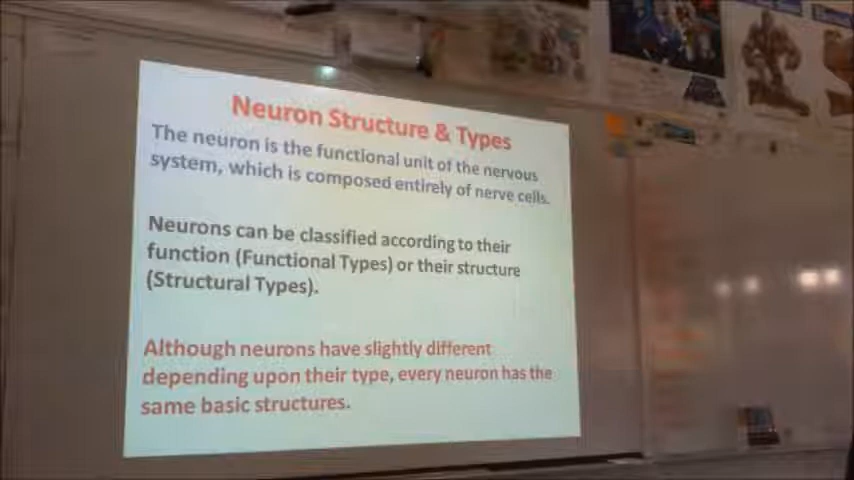 Neuron Structure & Types
The neuron is the functional unit of the nervous
system, which is composed entirely of nerve cells.
Neurons can be classified according to their
function (Functional Types) or their structure
(Structural Types).
Although neurons have slightly different
depending upon their type, every neuron has the
same basic structures.